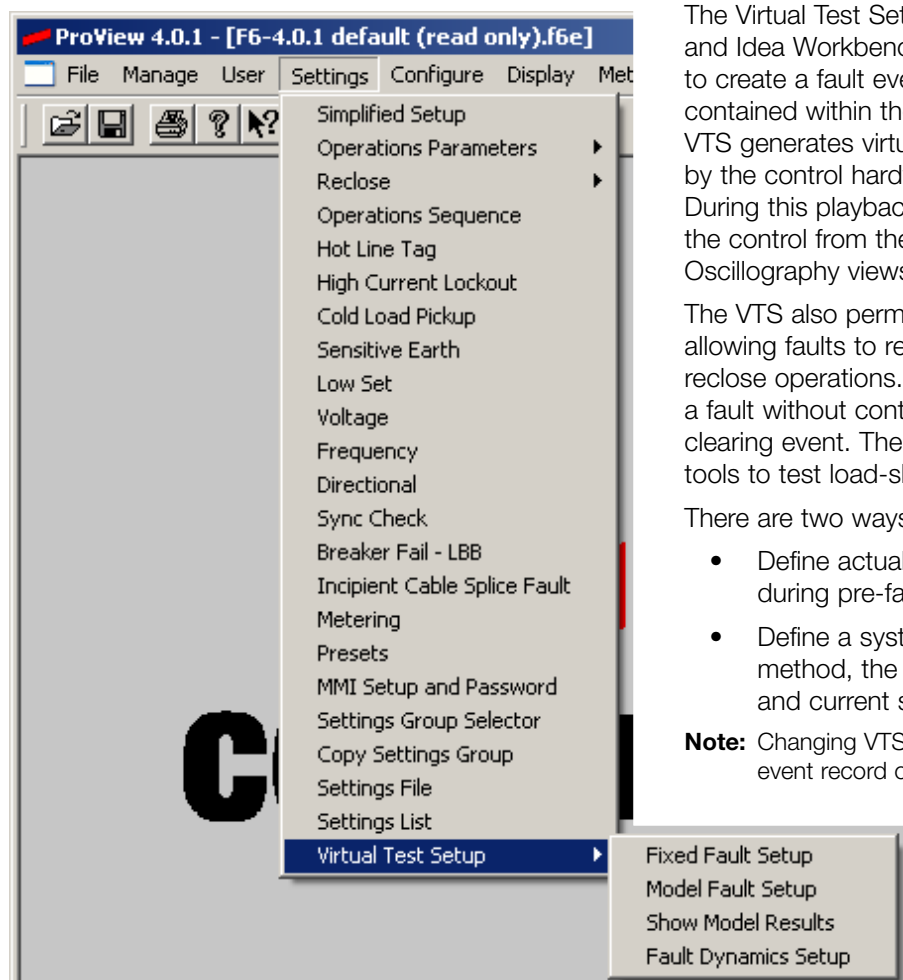 ProView 4.0.1 - [F6-4.0.1 default (read only).f6e]
File Manage User Settings Configure Display Met
Simplified Setup
Operations Parameters
Reclose
Operations Sequence
Hot Line Tag
High Current Lockout
Cold Load Pickup
Sensitive Earth
Low Set
Voltage
Frequency
Directional
Sync Check
Breaker Fail - LBB
Incipient Cable Splice Fault
Metering
Presets
MMI Setup and Password
Settings Group Selector
Copy Settings Group
Settings File
Settings List
Virtual Test Setup
Fixed Fault Setup
Model Fault Setup
Show Model Results
Fault Dynamics Setup
The Virtual Test Set
and Idea Workbenc
to create a fault eve
contained within th
VTS generates virtu
by the control hard
During this playbac
the control from the
Oscillography views
The VTS also perm
allowing faults to re
reclose operations.
a fault without cont
clearing event. The
tools to test load-sh
There are two ways
• Define actual
during pre-fa
• Define a syst
method, the
and current s
Note: Changing VTS
event record c